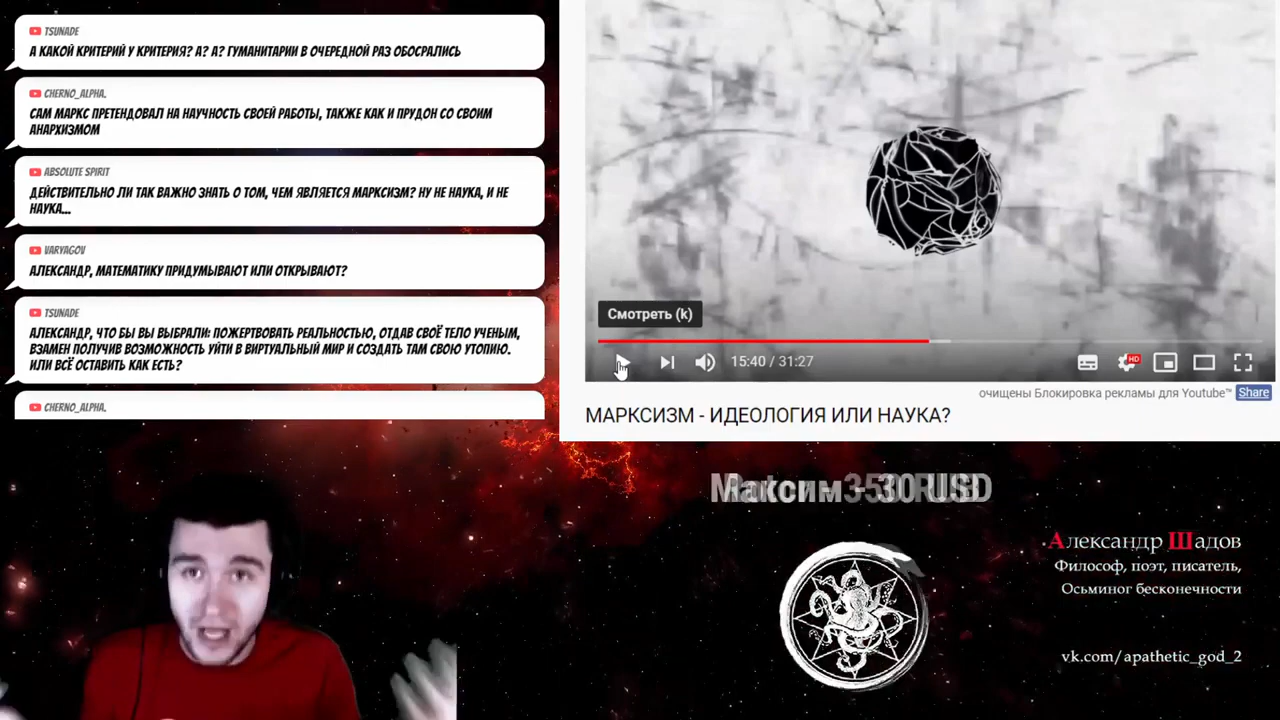 TSUNADE
А КАКОЙ КРИТЕРИЙ У КРИТЕРИЯ? А? А? ГУМАНИТАРИИ В ОЧЕРЕДНОЙ РАЗ ОБОСРАЛИСЬ
CHERNO_ALPHA.
САМ МАРКС ПРЕТЕНДОВАЛ НА НАУЧНОСТЬ СВОЕЙ РАБОТЫ, ТАКЖЕ КАК И ПРУДОН СО СВОИМ
АНАРХИЗМОМ
ABSOLUTE SPIRIT
ДЕЙСТВИТЕЛЬНО ЛИ ТАК ВАЖНО ЗНАТЬ О ТОМ, ЧЕМ ЯВЛЯЕТСЯ МАРКСИЗМ? НУ НЕ НАУКА, И НЕ
НАУКА...
VARYAGOV
АЛЕКСАНДР, МАТЕМАТИКУ ПРИДУМЫВАЮТ ИЛИ ОТКРЫВАЮТ?
TSUNADE
АЛЕКСАНДР, ЧТО БЫ ВЫ ВЫБРАЛИ: ПОЖЕРТВОВАТЬ РЕАЛЬНОСТЬЮ, ОТДАВ СВОЁ ТЕЛО УЧЕНЫМ,
ВЗАМЕН ПОЛУЧИВ ВОЗМОЖНОСТЬ УЙТИ В ВИРТУАЛЬНЫЙ МИР И СОЗДАТЬ ТАМ СВОЮ УТОПИЮ.
ИЛИ ВСЁ ОСТАВИТЬ КАК ЕСТЬ?
CHERNO_ALPHA.
Смотреть (k)
15:40 / 31:27
HD
очищены Блокировка рекламы для Youtube™ Share
МАРКСИЗМ - ИДЕОЛОГИЯ ИЛИ НАУКА?
Максим - 30 USD
Александр Шадов
Философ, поэт, писатель,
Осьминог бесконечности
vk.com/apathetic_god_2